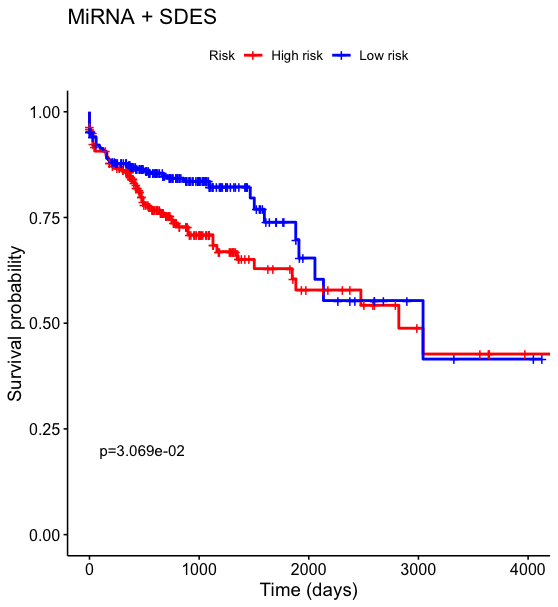 MiRNA + SDES
Risk High risk Low risk
1.00
0.75
0.50
0.25
0.00
Survival probability
p=3.069e-02
0 1000 2000 3000 4000
Time (days)